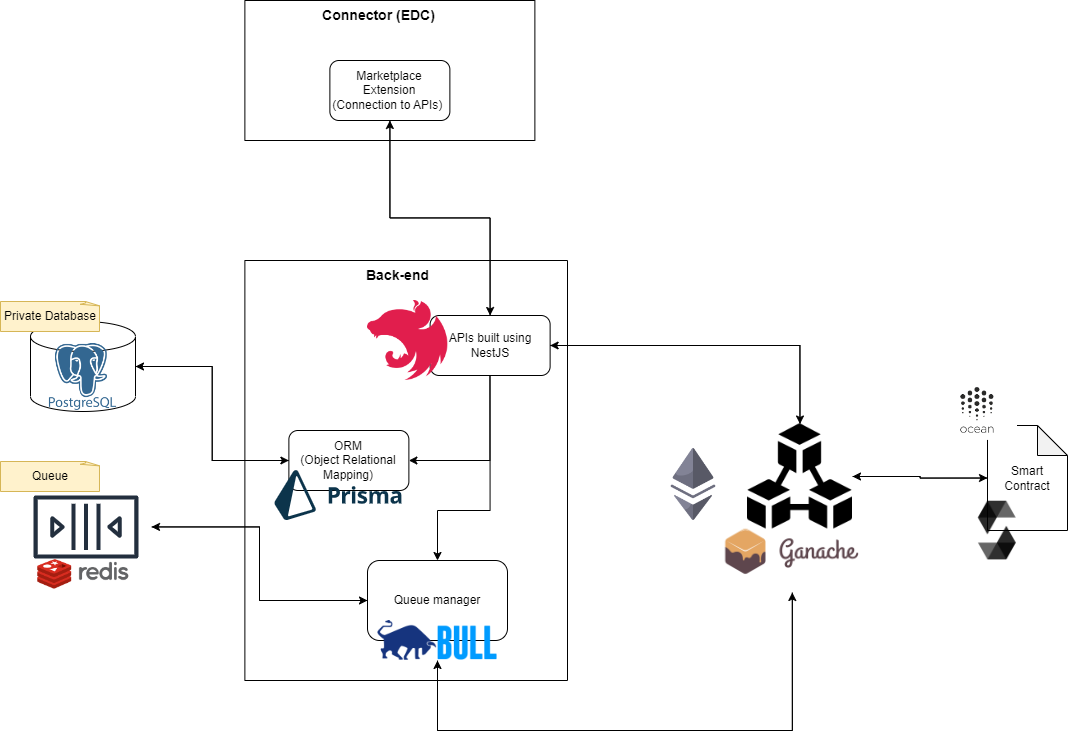 Connector (EDC)
Marketplace
Extension
(Connection to APIs)
Back-end
Private Database
APIs built using
NestJS
PostgreSQL
ocean
ORM
(Object Relational
Mapping)
Prisma
Queue
Smart
Contract
redis
Ganache
Queue manager
BULL